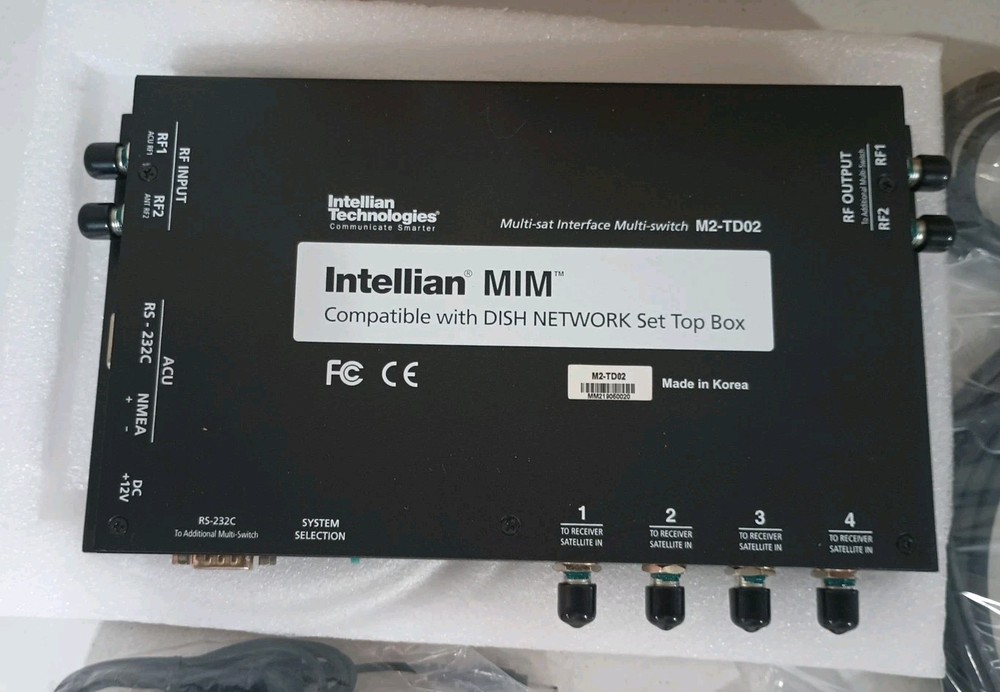 RF INPUT
RF1
ACU RF1
RF2
ANT RF2
Intellian
Technologies®
Communicate Smarter
Multi-sat Interface Multi-switch M2-TD02
RF OUTPUT
To Additional Multi-Switch
RF1
RF2
Intellian® MIM™
Compatible with DISH NETWORK Set Top Box
FC CE
M2-TD02
MM219050020
Made in Korea
ACU
RS - 232C
NMEA
+ -
DC
+12V
RS-232C
To Additional Multi-Switch
SYSTEM
SELECTION
1
TO RECEIVER
SATELLITE IN
2
TO RECEIVER
SATELLITE IN
3
TO RECEIVER
SATELLITE IN
4
TO RECEIVER
SATELLITE IN